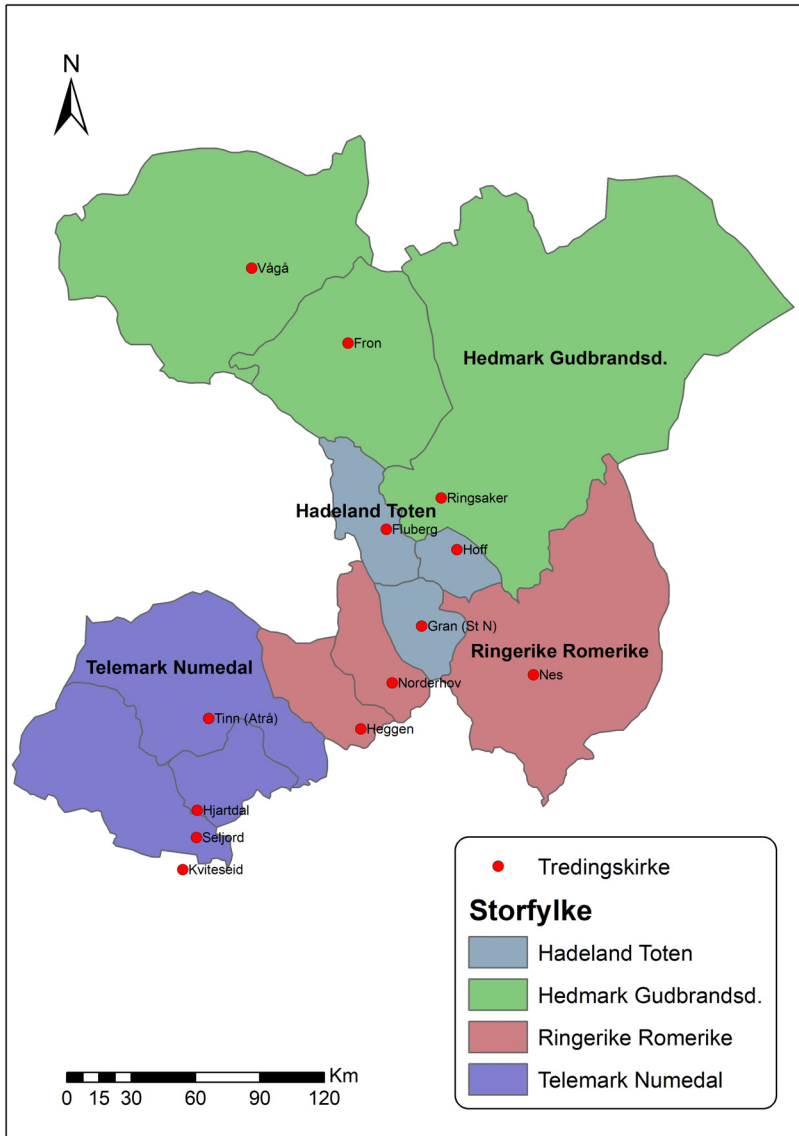 N
Vågå
Fron
Hedmark Gudbrandsd.
Ringsaker
Hadeland Toten
Fluberg
Hoff
Gran (St N)
Ringerike Romerike
Telemark Numedal
Nes
Norderhov
Tinn (Atrå)
Heggen
Hjartdal
Seljord
Kviteseid
Tredingskirke
Storfylke
Hadeland Toten
Hedmark Gudbrandsd.
Ringerike Romerike
Telemark Numedal
Km
0 15 30 60 90 120